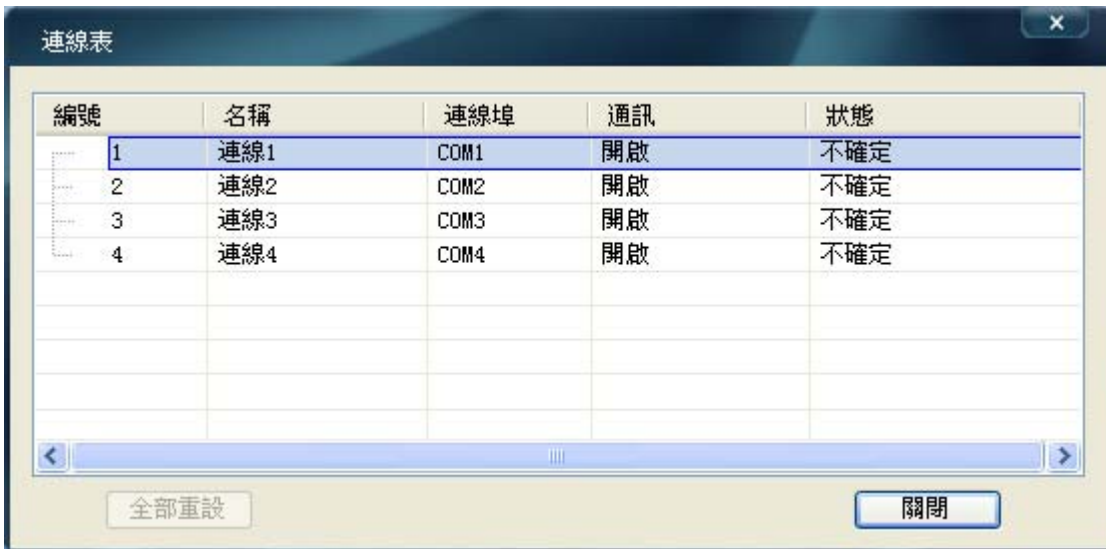 連線表
編號 名稱 連線埠 通訊 狀態
1 連線1 COM1 開啟 不確定
2 連線2 COM2 開啟 不確定
3 連線3 COM3 開啟 不確定
4 連線4 COM4 開啟 不確定
全部重設 關閉